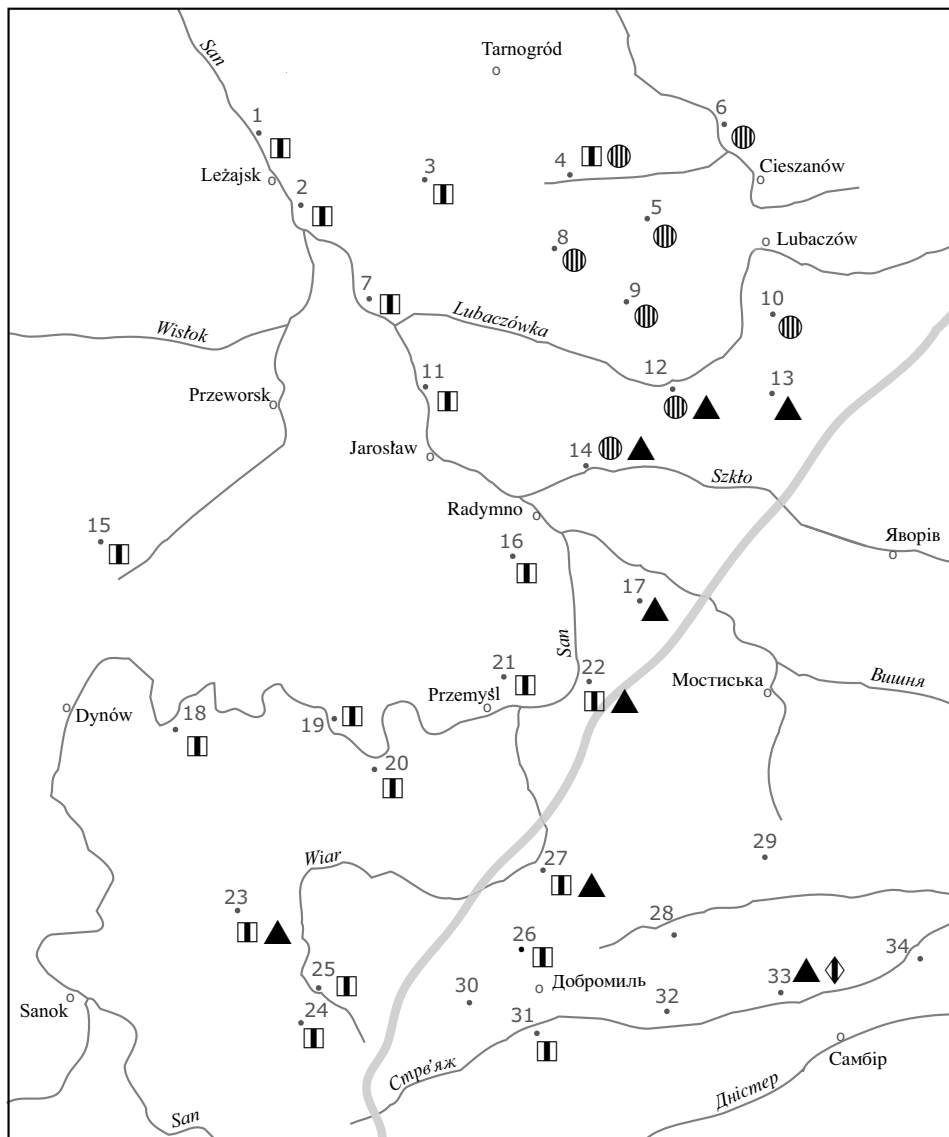 San
Tarnogród
1
6
3
4
Leżajsk
Cieszanów
2
5
8
Lubaczów
7
9
10
Wisłok
Lubaczówka
11
12
13
Przeworsk
Jarosław
14
Szkło
Radymno
15
16
Яворів
17
San
21
22
Przemyśl
Мостиська
Вишня
Dynów
18
19
20
Wiar
27
29
23
28
26
34
25
Добромиль
33
Sanok
30
32
24
31
Стрв'яж
Самбір
San
Дністер